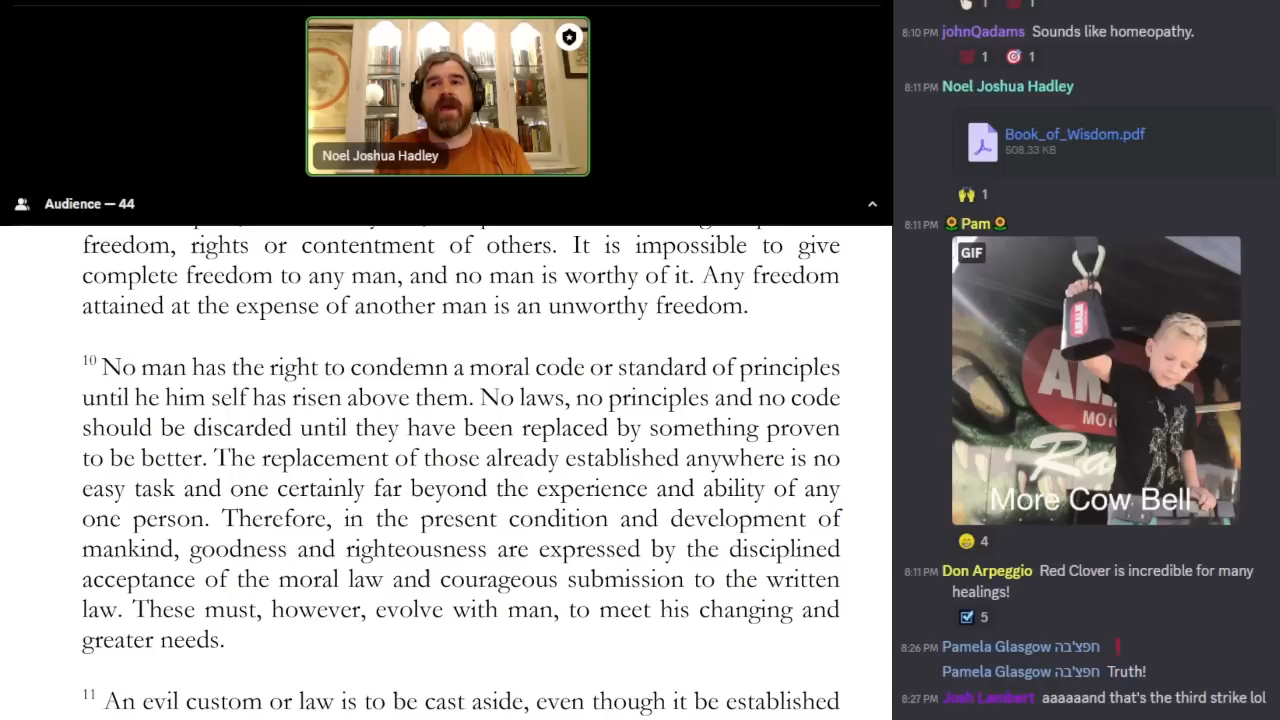 Noel Joshua Hadley
Audience — 44
freedom, rights or contentment of others. It is impossible to give
complete freedom to any man, and no man is worthy of it. Any freedom
attained at the expense of another man is an unworthy freedom.
10 No man has the right to condemn a moral code or standard of principles
until he him self has risen above them. No laws, no principles and no code
should be discarded until they have been replaced by something proven
to be better. The replacement of those already established anywhere is no
easy task and one certainly far beyond the experience and ability of any
one person. Therefore, in the present condition and development of
mankind, goodness and righteousness are expressed by the disciplined
acceptance of the moral law and courageous submission to the written
law. These must, however, evolve with man, to meet his changing and
greater needs.
11 An evil custom or law is to be cast aside, even though it be established
1 1
8:10 PM johnQadams Sounds like homeopathy.
1 1
8:11 PM Noel Joshua Hadley
Book_of_Wisdom.pdf
508.33 KB
1
8:11 PM 🌻Pam🌻
GIF
More Cow Bell
4
8:11 PM Don Arpeggio Red Clover is incredible for many
healings!
5
8:26 PM Pamela Glasgow חפצ'בה
Pamela Glasgow חפצ'בה Truth!
8:27 PM Josh Lambert aaaaaand that's the third strike lol